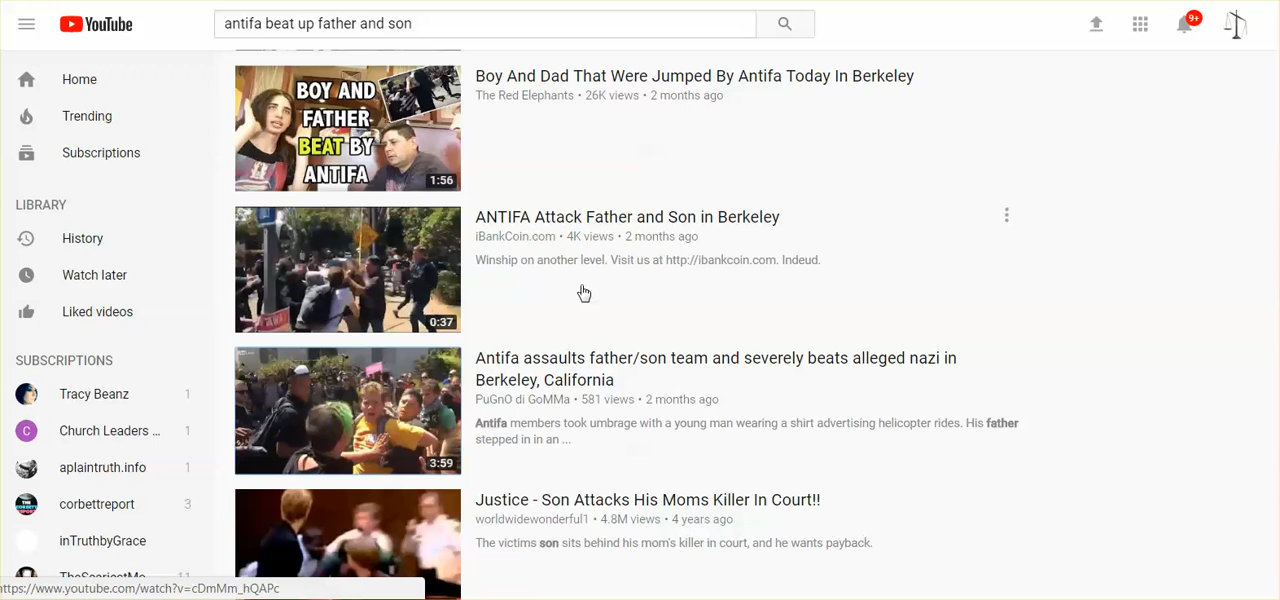 YouTube
antifa beat up father and son
9+
Home
Trending
Subscriptions
LIBRARY
History
Watch later
Liked videos
SUBSCRIPTIONS
Tracy Beanz 1
C Church Leaders ... 1
aplaintruth.info 1
corbettreport 3
inTruthbyGrace
https://www.youtube.com/watch?v=cDmMm_hQAPc
BOY AND
FATHER
BEAT BY
ANTIFA
1:56
Boy And Dad That Were Jumped By Antifa Today In Berkeley
The Red Elephants • 26K views • 2 months ago
0:37
ANTIFA Attack Father and Son in Berkeley
iBankCoin.com • 4K views • 2 months ago
Winship on another level. Visit us at http://ibankcoin.com. Indeud.
3:59
Antifa assaults father/son team and severely beats alleged nazi in
Berkeley, California
PuGnO di GoMMa • 581 views • 2 months ago
Antifa members took umbrage with a young man wearing a shirt advertising helicopter rides. His father
stepped in in an ...
Justice - Son Attacks His Moms Killer In Court!!
worldwidewonderful1 • 4.8M views • 4 years ago
The victims son sits behind his mom's killer in court, and he wants payback.